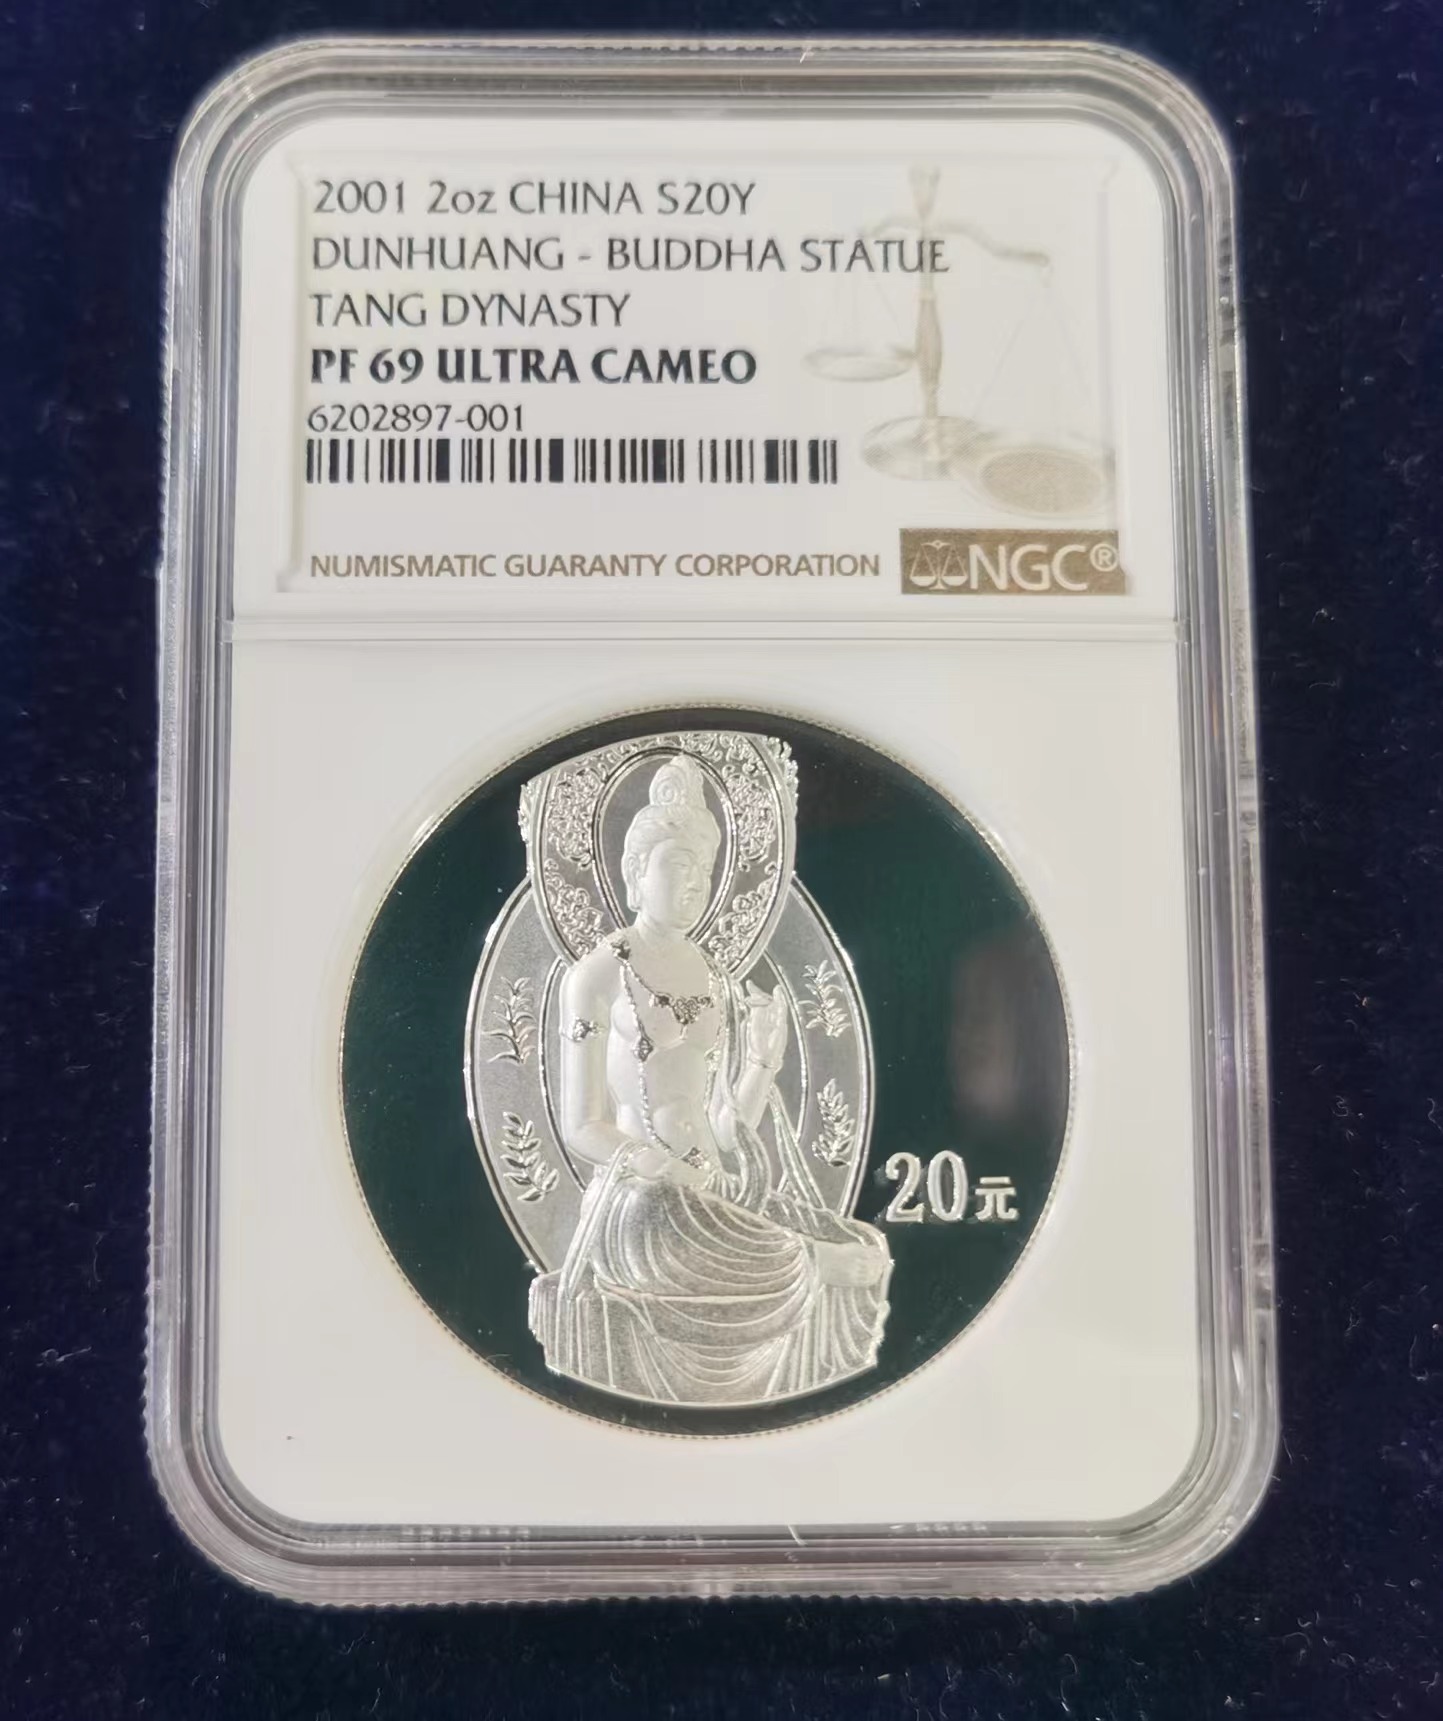 2001 2oz CHINA S20Y
DUNHUANG - BUDDHA STATUE
TANG DYNASTY
PF 69 ULTRA CAMEO
6202897-001
NUMISMATIC GUARANTY CORPORATION NGC®
20元